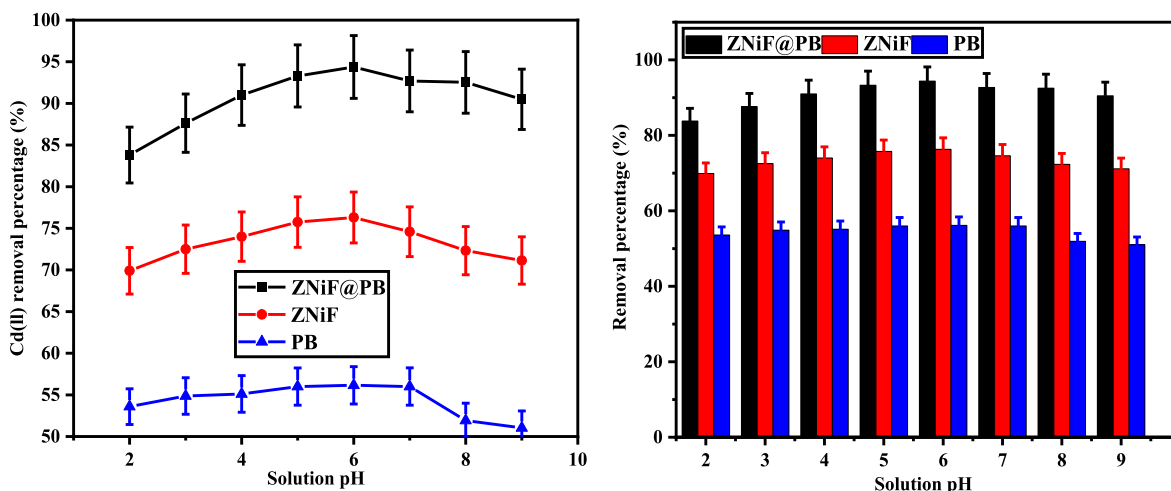 Cd(II) removal percentage (%)
100
95
90
85
80
75
70
65
60
55
50
ZNiF@PB
ZNiF
PB
2
4
6
8
10
Solution pH
Removal percentage (%)
100
80
60
40
20
0
ZNiF@PB ZNiF PB
2 3 4 5 6 7 8 9
Solution pH